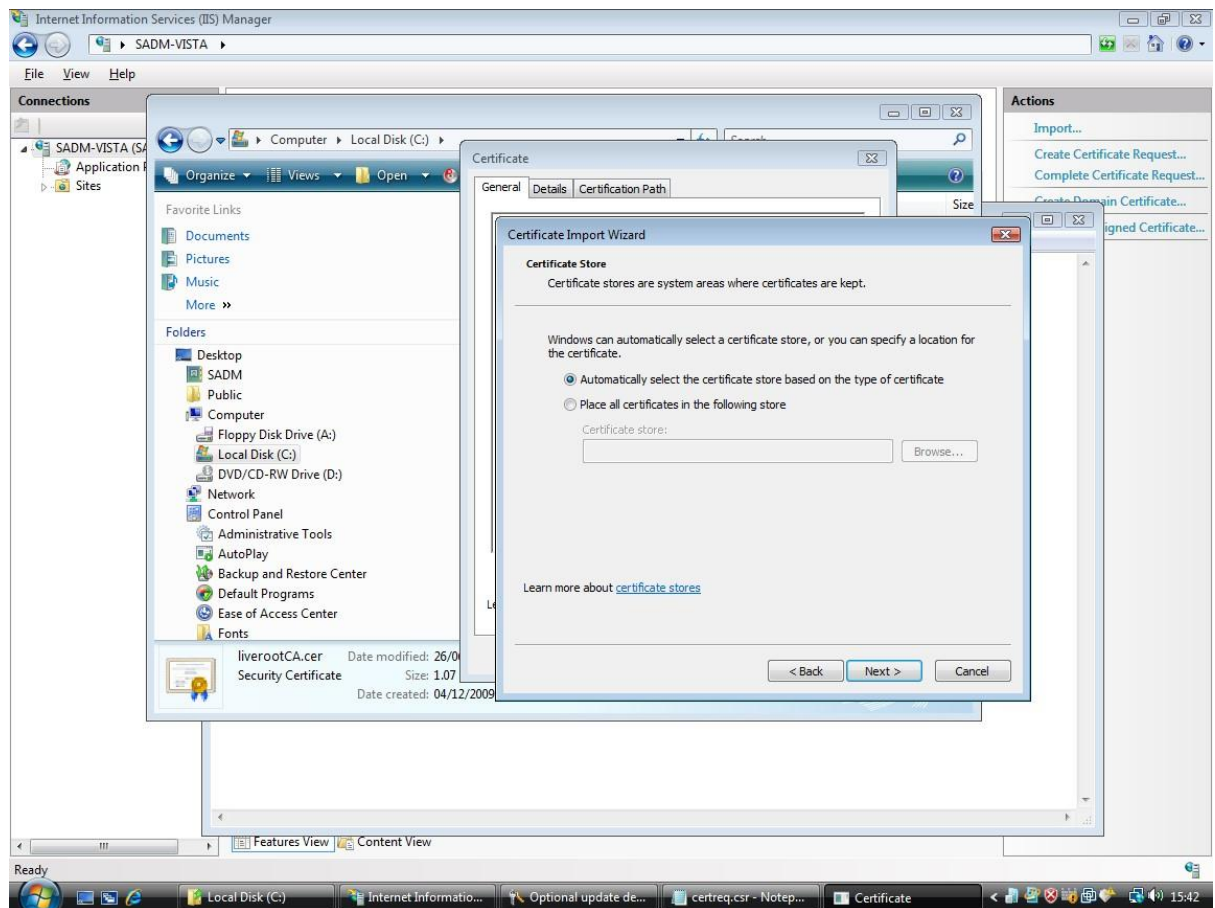 Internet Information Services (IIS) Manager
SADM-VISTA
File View Help
Connections
SADM-VISTA (SA
Application P
Sites
Computer Local Disk (C:)
Organize Views Open
Size
Favorite Links
Documents
Pictures
Music
More »
Folders
Desktop
SADM
Public
Computer
Floppy Disk Drive (A:)
Local Disk (C:)
DVD/CD-RW Drive (D:)
Network
Control Panel
Administrative Tools
AutoPlay
Backup and Restore Center
Default Programs
Ease of Access Center
Fonts
liverootCA.cer Date modified: 26/0
Security Certificate Size: 1.07
Date created: 04/12/2009
Certificate
General Details Certification Path
Certificate Import Wizard
Certificate Store
Certificate stores are system areas where certificates are kept.
Windows can automatically select a certificate store, or you can specify a location for
the certificate.
Automatically select the certificate store based on the type of certificate
Place all certificates in the following store
Certificate store:
Browse...
Learn more about certificate stores
< Back Next > Cancel
Actions
Import...
Create Certificate Request...
Complete Certificate Request...
Create Domain Certificate...
igned Certificate...
Features View Content View
Ready
Local Disk (C:) Internet Informatio... Optional update de... certreq.csr - Notep... Certificate 15:42